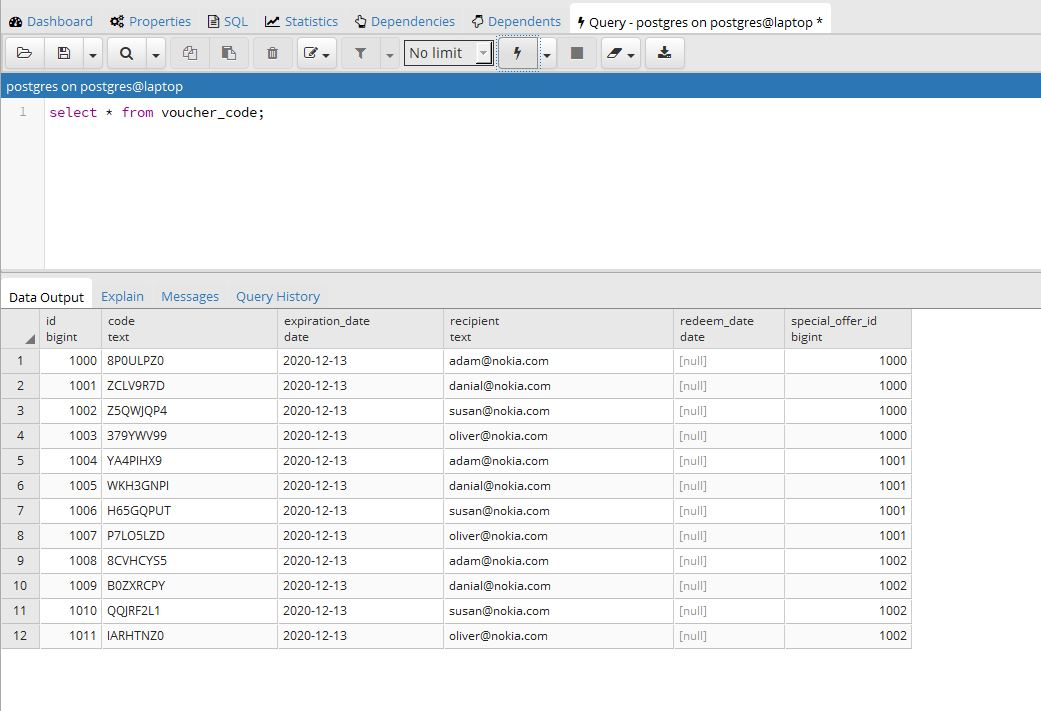 Dashboard Properties SQL Statistics Dependencies Dependents Query - postgres on postgres@laptop *
No limit
postgres on postgres@laptop
1 select * from voucher_code;
Data Output Explain Messages Query History
id code expiration_date recipient redeem_date special_offer_id
bigint text date text date bigint
1 1000 8P0ULPZ0 2020-12-13 adam@nokia.com [null] 1000
2 1001 ZCLV9R7D 2020-12-13 danial@nokia.com [null] 1000
3 1002 Z5QWJQP4 2020-12-13 susan@nokia.com [null] 1000
4 1003 379YWV99 2020-12-13 oliver@nokia.com [null] 1000
5 1004 YA4PIHX9 2020-12-13 adam@nokia.com [null] 1001
6 1005 WKH3GNPI 2020-12-13 danial@nokia.com [null] 1001
7 1006 H65GQPUT 2020-12-13 susan@nokia.com [null] 1001
8 1007 P7LO5LZD 2020-12-13 oliver@nokia.com [null] 1001
9 1008 8CVHCYS5 2020-12-13 adam@nokia.com [null] 1002
10 1009 B0ZXRCPY 2020-12-13 danial@nokia.com [null] 1002
11 1010 QQJRF2L1 2020-12-13 susan@nokia.com [null] 1002
12 1011 IARHTNZ0 2020-12-13 oliver@nokia.com [null] 1002